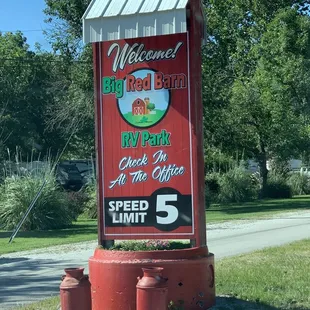 Welcome!
Big Red Barn
RV Park
Check In
At The Office
SPEED
LIMIT 5